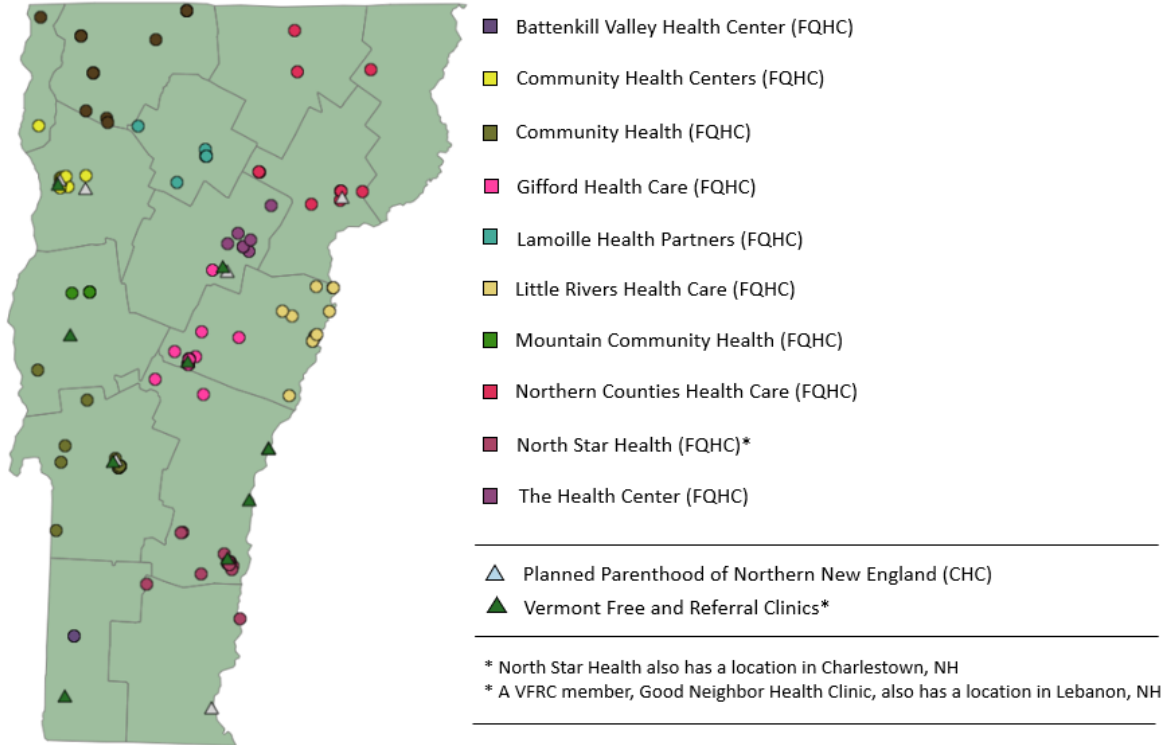 Battenkill Valley Health Center (FQHC)
Community Health Centers (FQHC)
Community Health (FQHC)
Gifford Health Care (FQHC)
Lamoille Health Partners (FQHC)
Little Rivers Health Care (FQHC)
Mountain Community Health (FQHC)
Northern Counties Health Care (FQHC)
North Star Health (FQHC)*
The Health Center (FQHC)
Planned Parenthood of Northern New England (CHC)
Vermont Free and Referral Clinics*
* North Star Health also has a location in Charlestown, NH
* A VFRC member, Good Neighbor Health Clinic, also has a location in Lebanon, NH